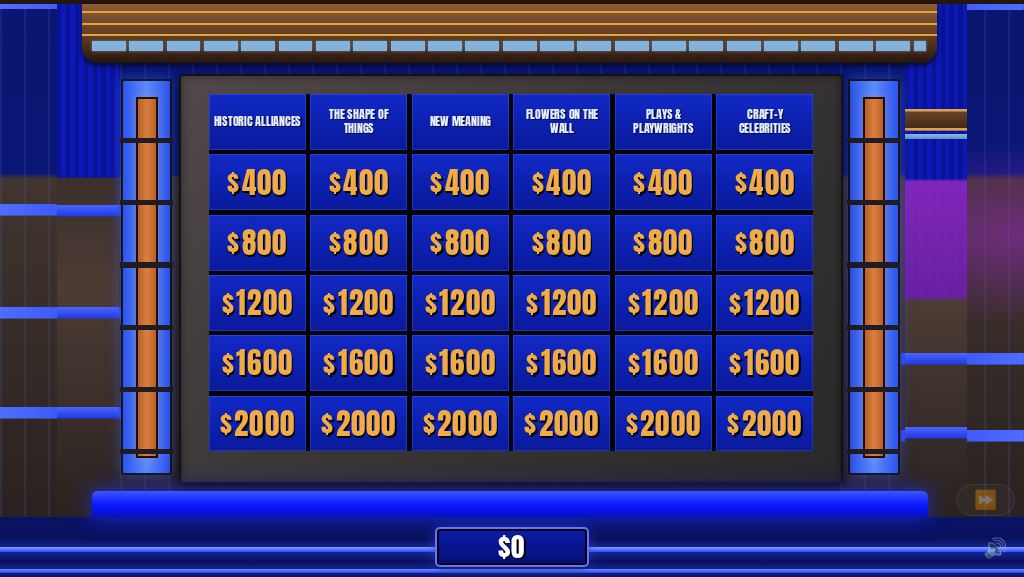 HISTORIC ALLIANCES
THE SHAPE OF
THINGS
NEW MEANING
FLOWERS ON THE
WALL
PLAYS &
PLAYWRIGHTS
CRAFT-Y
CELEBRITIES
$400 $400 $400 $400 $400 $400
$800 $800 $800 $800 $800 $800
$1200 $1200 $1200 $1200 $1200 $1200
$1600 $1600 $1600 $1600 $1600 $1600
$2000 $2000 $2000 $2000 $2000 $2000
$0